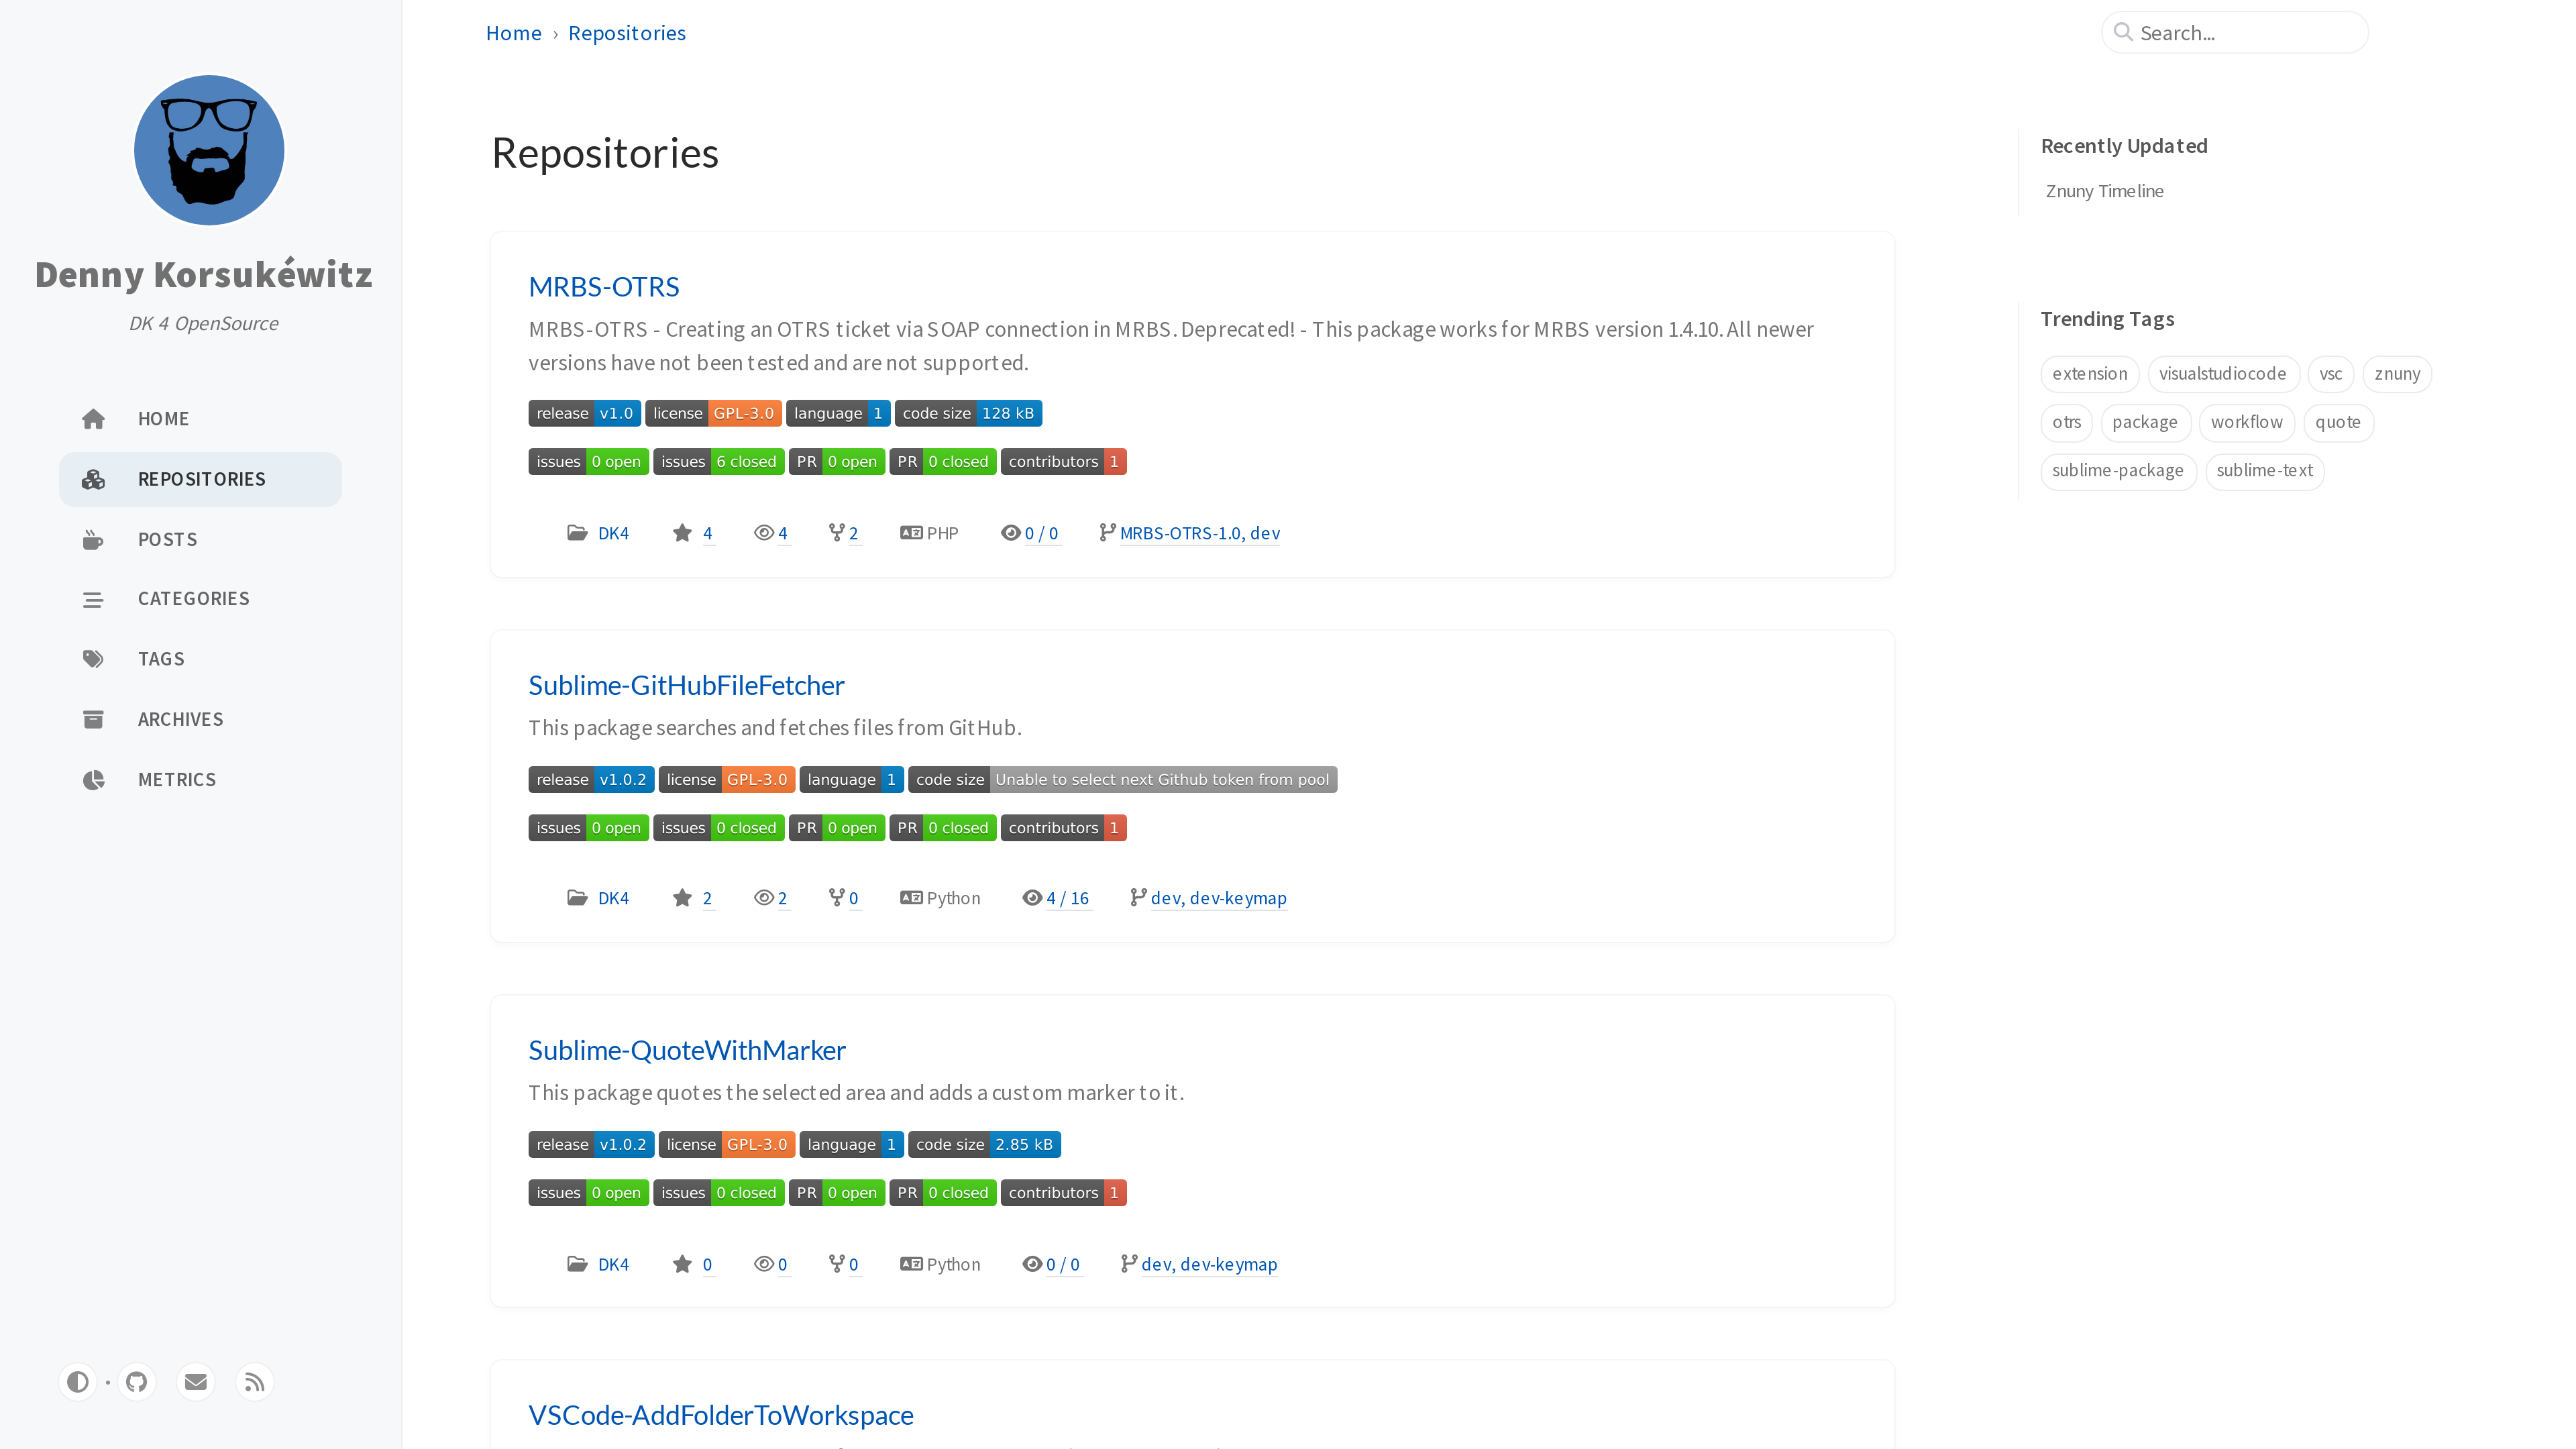 Denny Korsukéwitz
DK 4 OpenSource
HOME
REPOSITORIES
POSTS
CATEGORIES
TAGS
ARCHIVES
METRICS
Home › Repositories
Search...
Repositories
MRBS-OTRS
MRBS-OTRS - Creating an OTRS ticket via SOAP connection in MRBS. Deprecated! - This package works for MRBS version 1.4.10. All newer
versions have not been tested and are not supported.
release v1.0 license GPL-3.0 language 1 code size 128 kB
issues 0 open issues 6 closed PR 0 open PR 0 closed contributors 1
DK4 4 4 2 PHP 0 / 0 MRBS-OTRS-1.0, dev
Sublime-GitHubFileFetcher
This package searches and fetches files from GitHub.
release v1.0.2 license GPL-3.0 language 1 code size Unable to select next Github token from pool
issues 0 open issues 0 closed PR 0 open PR 0 closed contributors 1
DK4 2 2 0 Python 4 / 16 dev, dev-keymap
Sublime-QuoteWithMarker
This package quotes the selected area and adds a custom marker to it.
release v1.0.2 license GPL-3.0 language 1 code size 2.85 kB
issues 0 open issues 0 closed PR 0 open PR 0 closed contributors 1
DK4 0 0 0 Python 0 / 0 dev, dev-keymap
VSCode-AddFolderToWorkspace
Recently Updated
Znuny Timeline
Trending Tags
extension visualstudiocode vsc znuny
otrs package workflow quote
sublime-package sublime-text